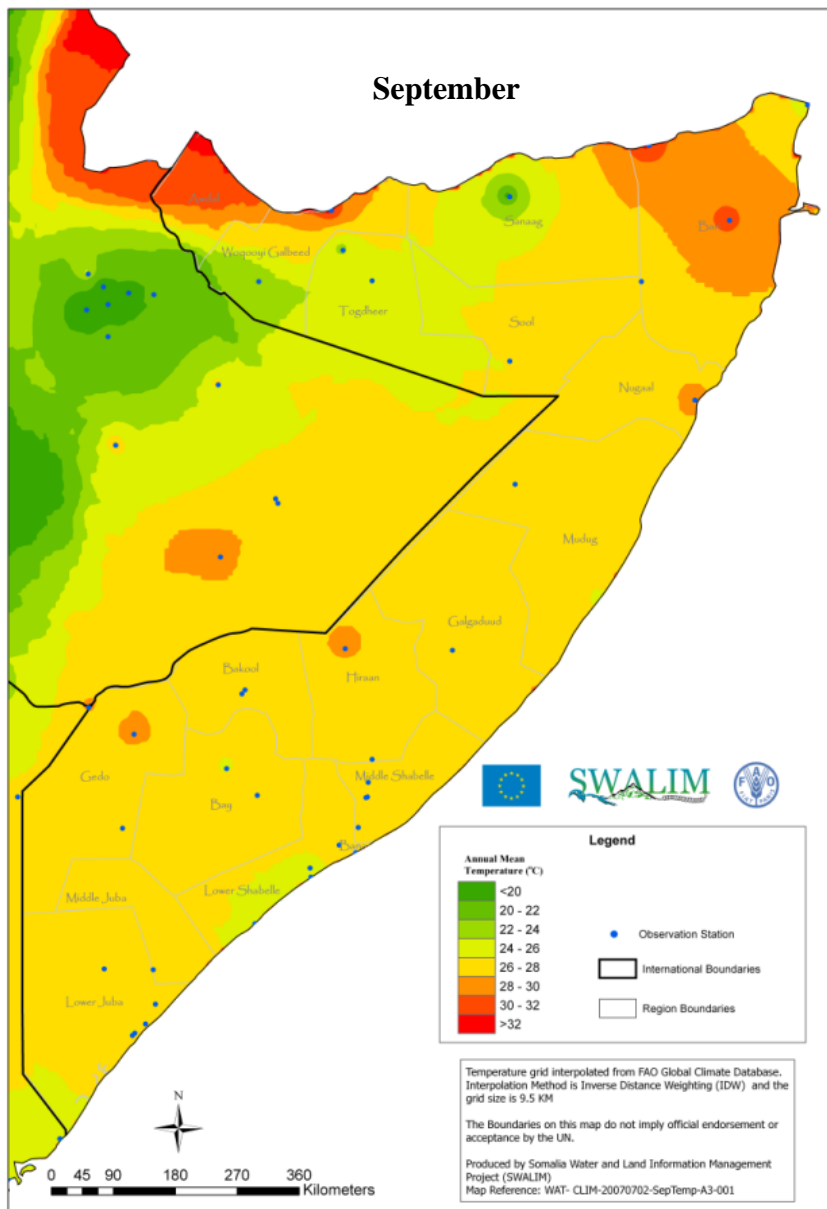 September
Awdal
Woqooyi Galbeed
Sanaag
Bari
Togdheer
Sool
Nugaal
Mudug
Galgaduud
Hiraan
Bakool
Gedo
Middle Shabelle
Bay
Lower Shabelle
Middle Juba
Lower Juba
SWALIM
FAO
FIAT PANIS
Legend
Annual Mean
Temperature (°C)
<20
20 - 22
22 - 24
24 - 26
26 - 28
28 - 30
30 - 32
>32
Observation Station
International Boundaries
Region Boundaries
Temperature grid interpolated from FAO Global Climate Database.
Interpolation Method is Inverse Distance Weighting (IDW) and the
grid size is 9.5 KM
The Boundaries on this map do not imply official endorsement or
acceptance by the UN.
Produced by Somalia Water and Land Information Management
Project (SWALIM)
Map Reference: WAT- CLIM-20070702-SepTemp-A3-001
N
0 45 90 180 270 360
Kilometers